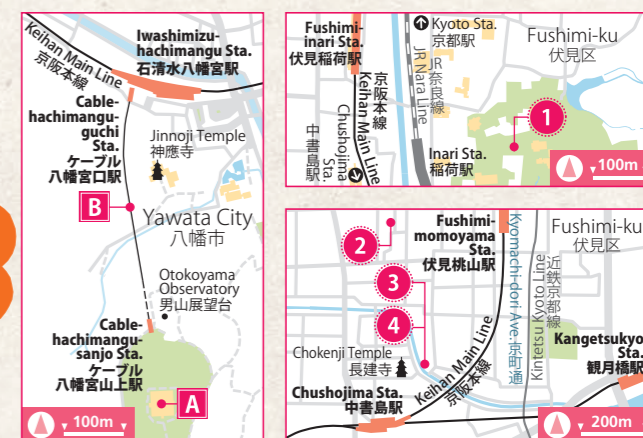 Keihan Main Line
京阪本線
Iwashimizu-
hachimangu Sta.
石清水八幡宮駅
Cable-
hachimangu-
guchi
Sta.
ケーブル
八幡宮口駅
Jinnoji Temple
神應寺
B
Yawata City
八幡市
Otokoyama
Observatory
男山展望台
Cable-
hachimangu-
sanjo Sta.
ケーブル
八幡宮山上駅
A
100m
Fushimi-
inari Sta.
伏見稲荷駅
Kyoto Sta.
京都駅
Fushimi-ku
伏見区
JR Nara Line
JR奈良線
京阪本線
Keihan Main Line
Chushojima
Sta.
中書島駅
1
Inari Sta.
稲荷駅
100m
Fushimi-
momoyama
Sta.
伏見桃山駅
Kyomachi-dori Ave.京町通
Kintetsu Kyoto Line
近鉄京都線
Fushimi-ku
伏見区
2
3
4
Chokenji Temple
長建寺
Keihan Main Line
京阪本線
Kangetsukyo
Sta.
観月橋駅
Chushojima Sta.
中書島駅
200m